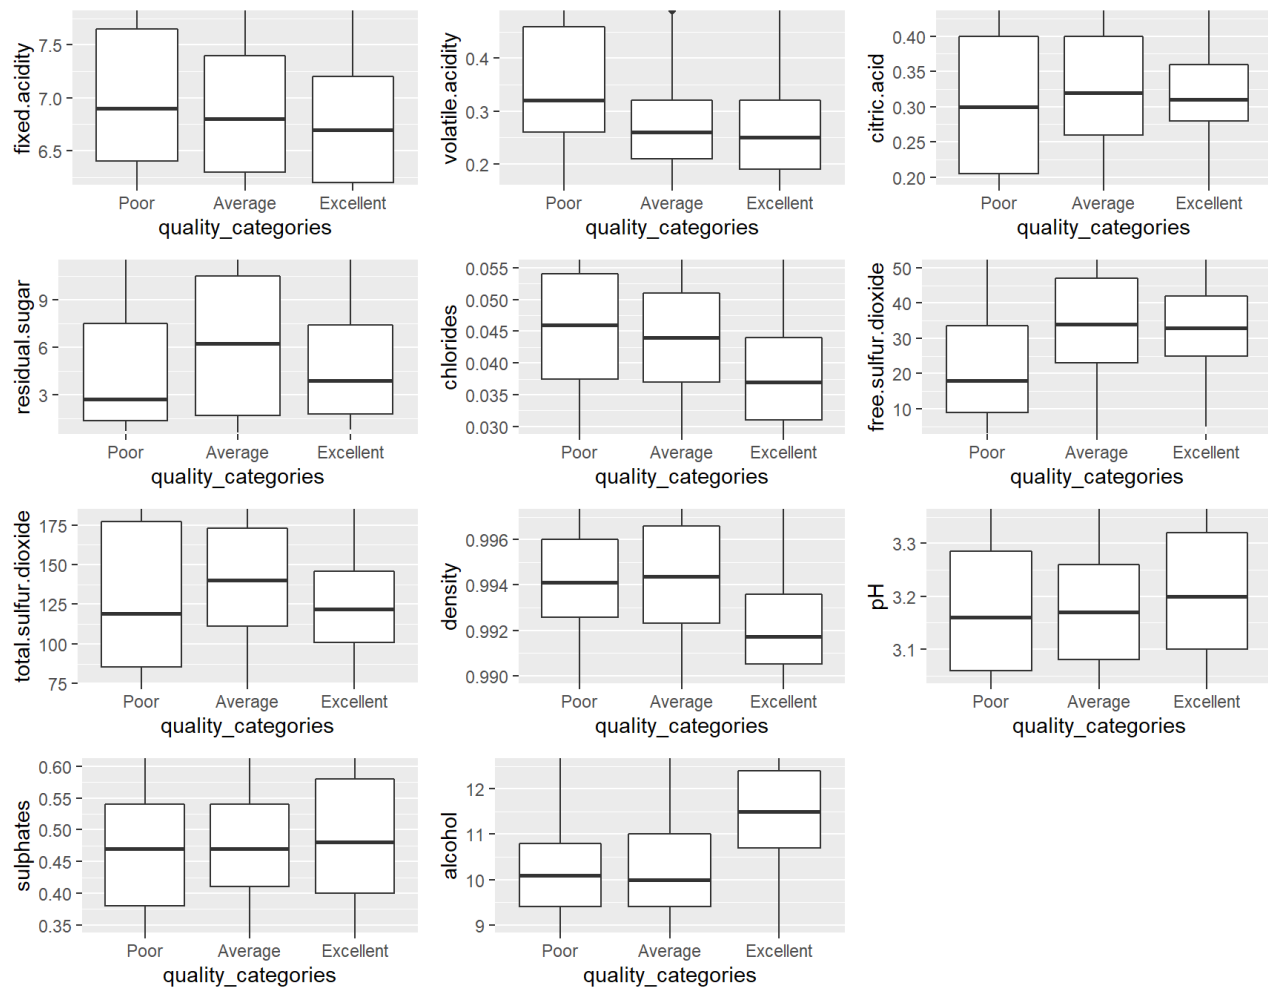 fixed.acidity
7.5
7.0
6.5
Poor Average Excellent
quality_categories
volatile.acidity
0.4
0.3
0.2
Poor Average Excellent
quality_categories
citric.acid
0.40
0.35
0.30
0.25
0.20
Poor Average Excellent
quality_categories
residual.sugar
9
6
3
Poor Average Excellent
quality_categories
chlorides
0.055
0.050
0.045
0.040
0.035
0.030
Poor Average Excellent
quality_categories
free.sulfur.dioxide
50
40
30
20
10
Poor Average Excellent
quality_categories
total.sulfur.dioxide
175
150
125
100
75
Poor Average Excellent
quality_categories
density
0.996
0.994
0.992
0.990
Poor Average Excellent
quality_categories
pH
3.3
3.2
3.1
Poor Average Excellent
quality_categories
sulphates
0.60
0.55
0.50
0.45
0.40
0.35
Poor Average Excellent
quality_categories
alcohol
12
11
10
9
Poor Average Excellent
quality_categories